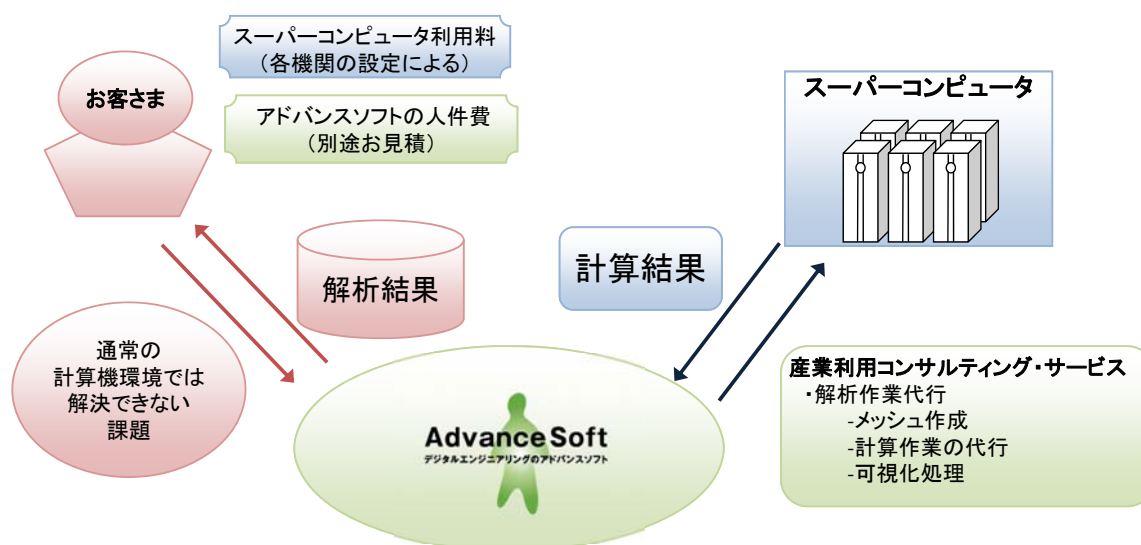 スーパーコンピュータ利用料
(各機関の設定による)
お客さま
アドバンスソフトの人件費
(別途お見積)
スーパーコンピュータ
解析結果
計算結果
通常の
計算機環境では
解決できない
課題
AdvanceSoft
デジタルエンジニアリングのアドバンスソフト
産業利用コンサルティング・サービス
・解析作業代行
-メッシュ作成
-計算作業の代行
-可視化処理